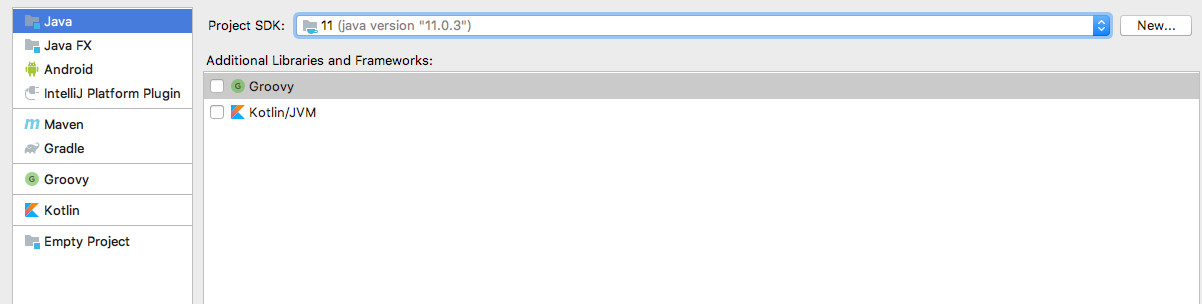 Java
Java FX
Android
IntelliJ Platform Plugin
Maven
Gradle
Groovy
Kotlin
Empty Project
Project SDK: 11 (java version "11.0.3") New...
Additional Libraries and Frameworks:
G Groovy
Kotlin/JVM